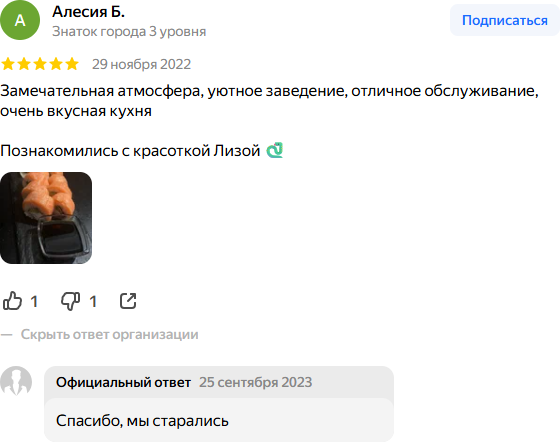 А
Алесия Б.
Подписаться
Знаток города 3 уровня
29 ноября 2022
Замечательная атмосфера, уютное заведение, отличное обслуживание,
очень вкусная кухня
Познакомились с красоткой Лизой
1
1
— Скрыть ответ организации
Официальный ответ 25 сентября 2023
Спасибо, мы старались